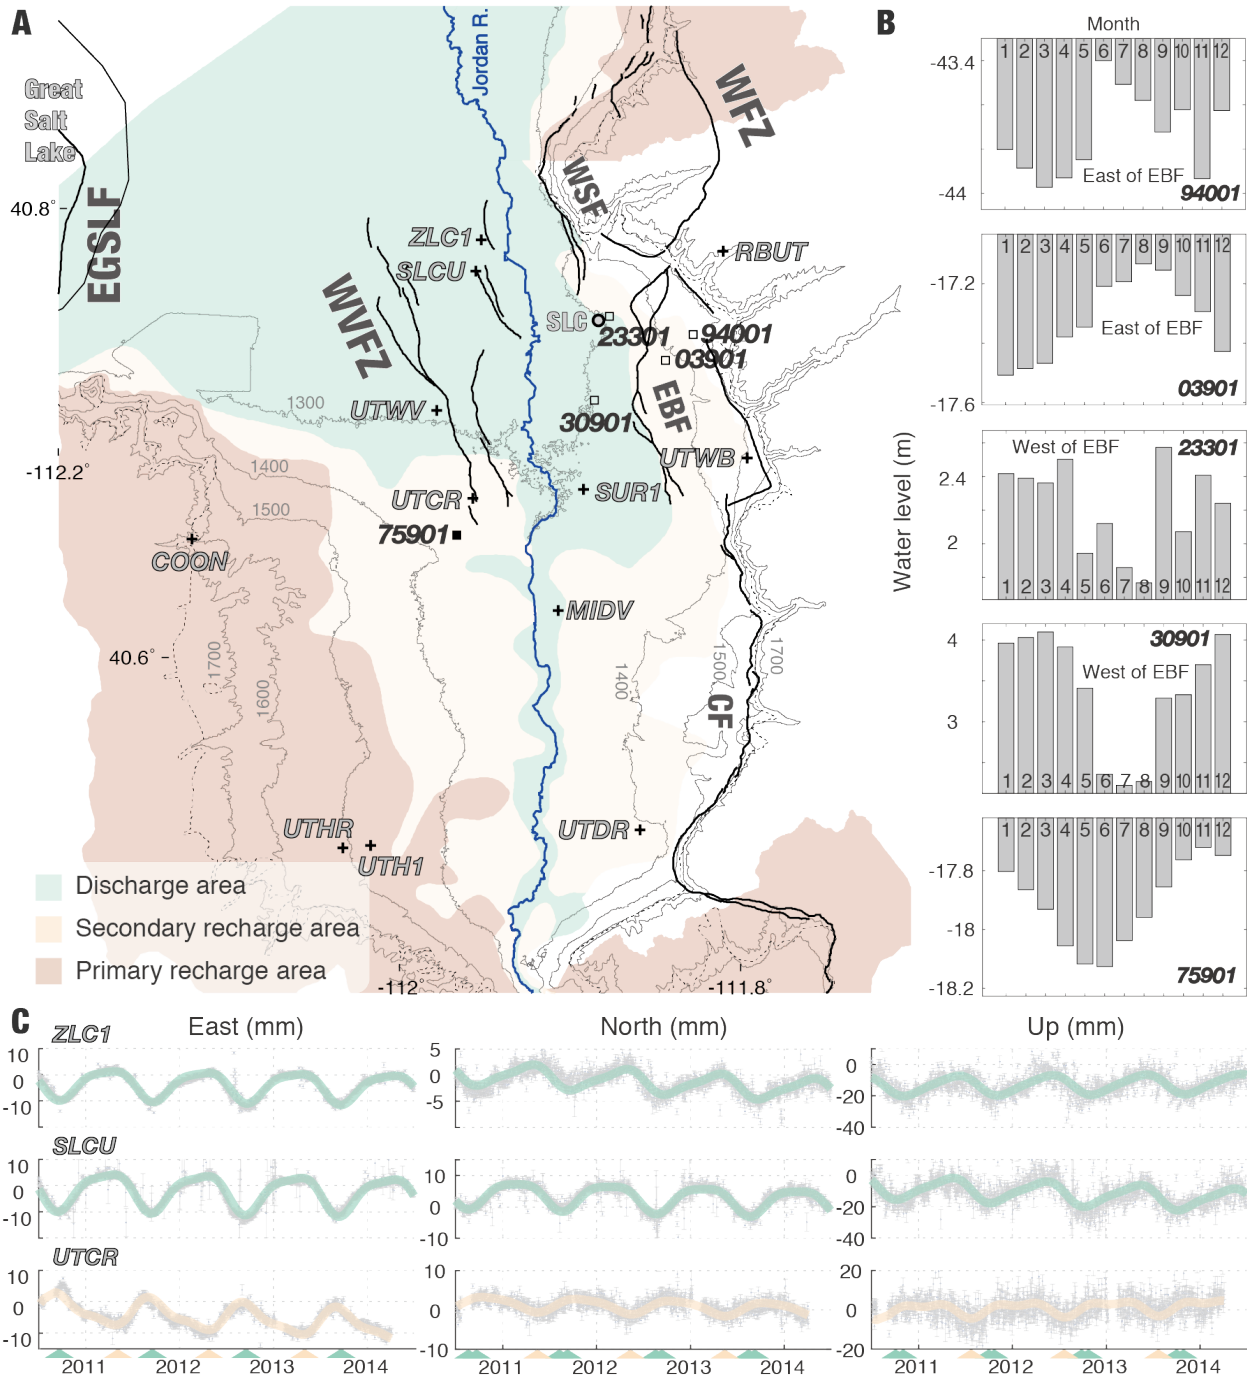 A
Great
Salt
Lake
EGSLF
40.8°
Jordan R.
WFZ
WSF
ZLC1
SLCU
RBUT
WVFZ
SLC
23301
94001
03901
EBF
1300
UTWV
30901
-112.2°
1400
UTWB
UTCR
SUR1
1500
75901
COON
MIDV
40.6°
1700
1600
1400
1500
1700
CF
UTHR
UTH1
UTDR
Discharge area
Secondary recharge area
Primary recharge area
-112°
-111.8°
B
Month
Water level (m)
-43.4
1 2 3 4 5 6 7 8 9 10 11 12
East of EBF
-44
94001
1 2 3 4 5 6 7 8 9 10 11 12
-17.2
East of EBF
03901
-17.6
West of EBF
23301
2.4
2
1 2 3 4 5 6 7 8 9 10 11 12
4
30901
West of EBF
3
1 2 3 4 5 6 7 8 9 10 11 12
1 2 3 4 5 6 7 8 9 10 11 12
-17.8
-18
75901
-18.2
C
East (mm)
North (mm)
Up (mm)
ZLC1
10
0
-10
5
0
-5
0
-20
-40
SLCU
10
0
-10
10
0
-10
0
-20
-40
UTCR
10
0
-10
10
0
-10
20
0
-20
2011 2012 2013 2014
2011 2012 2013 2014
2011 2012 2013 2014